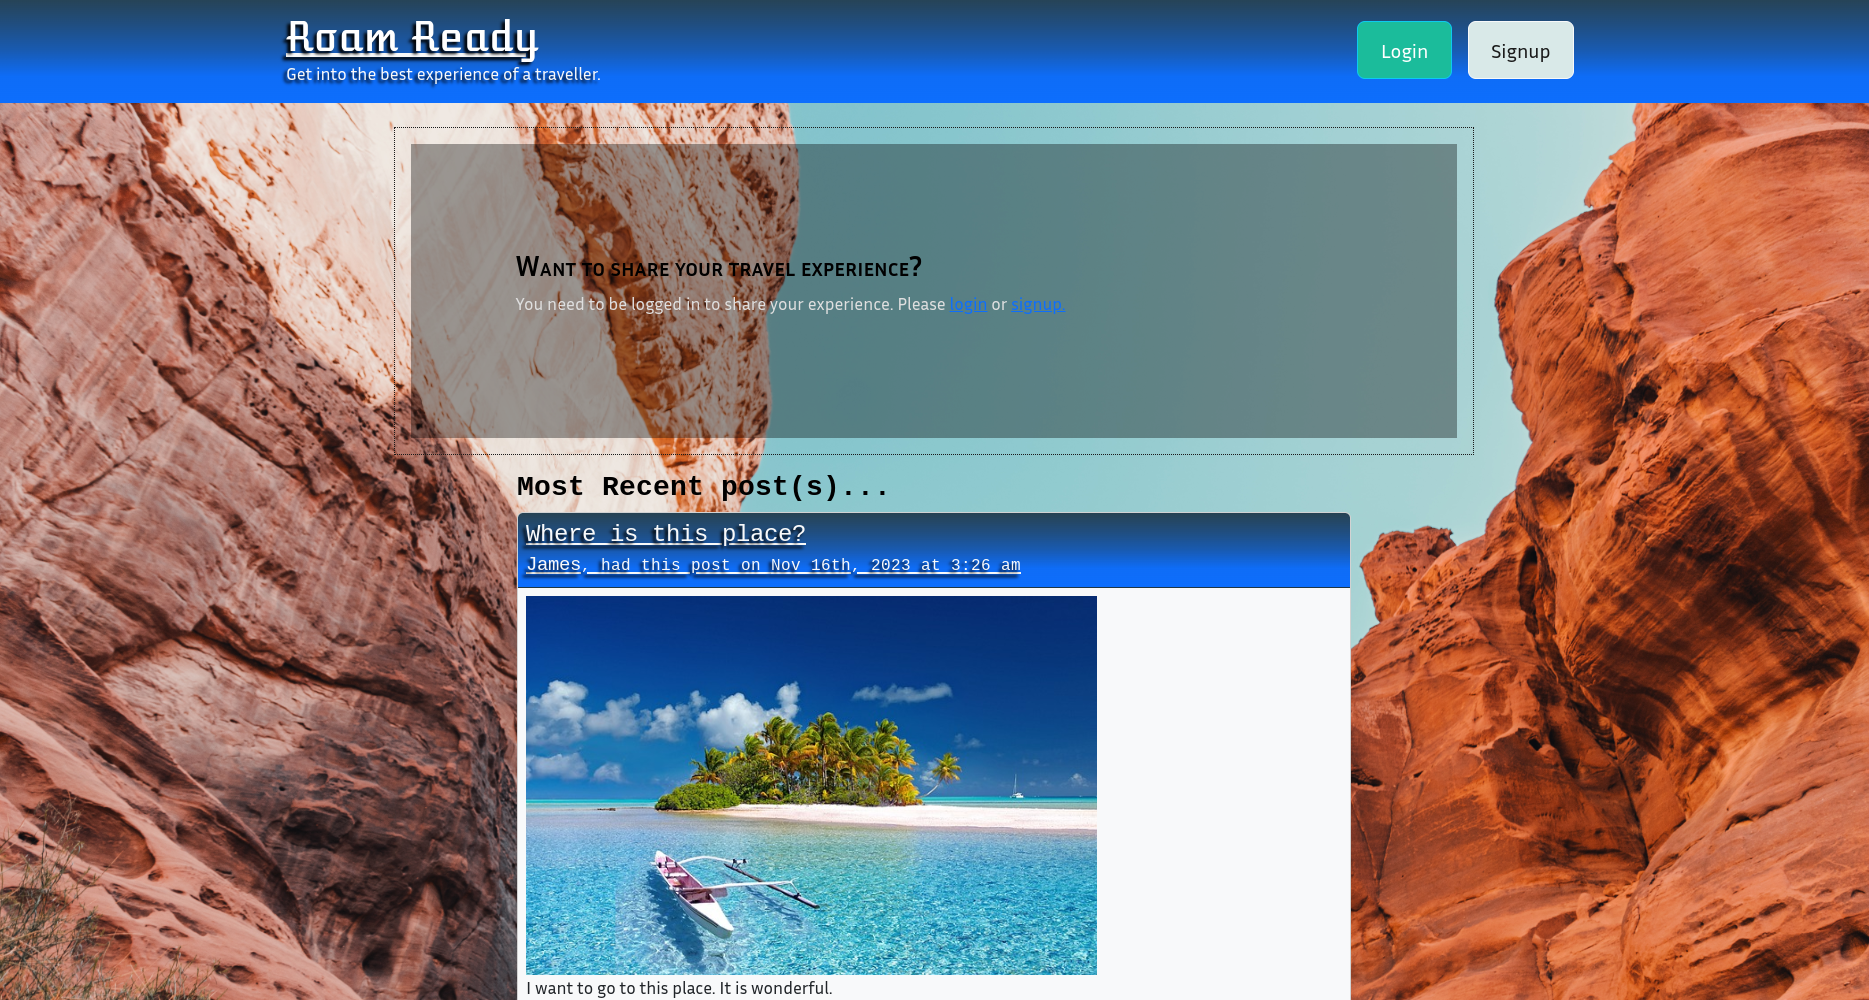 Roam Ready
Get into the best experience of a traveller.
Login
Signup
Want to share your travel experience?
You need to be logged in to share your experience. Please login or signup.
Most Recent post(s)...
Where is this place?
James, had this post on Nov 16th, 2023 at 3:26 am
I want to go to this place. It is wonderful.